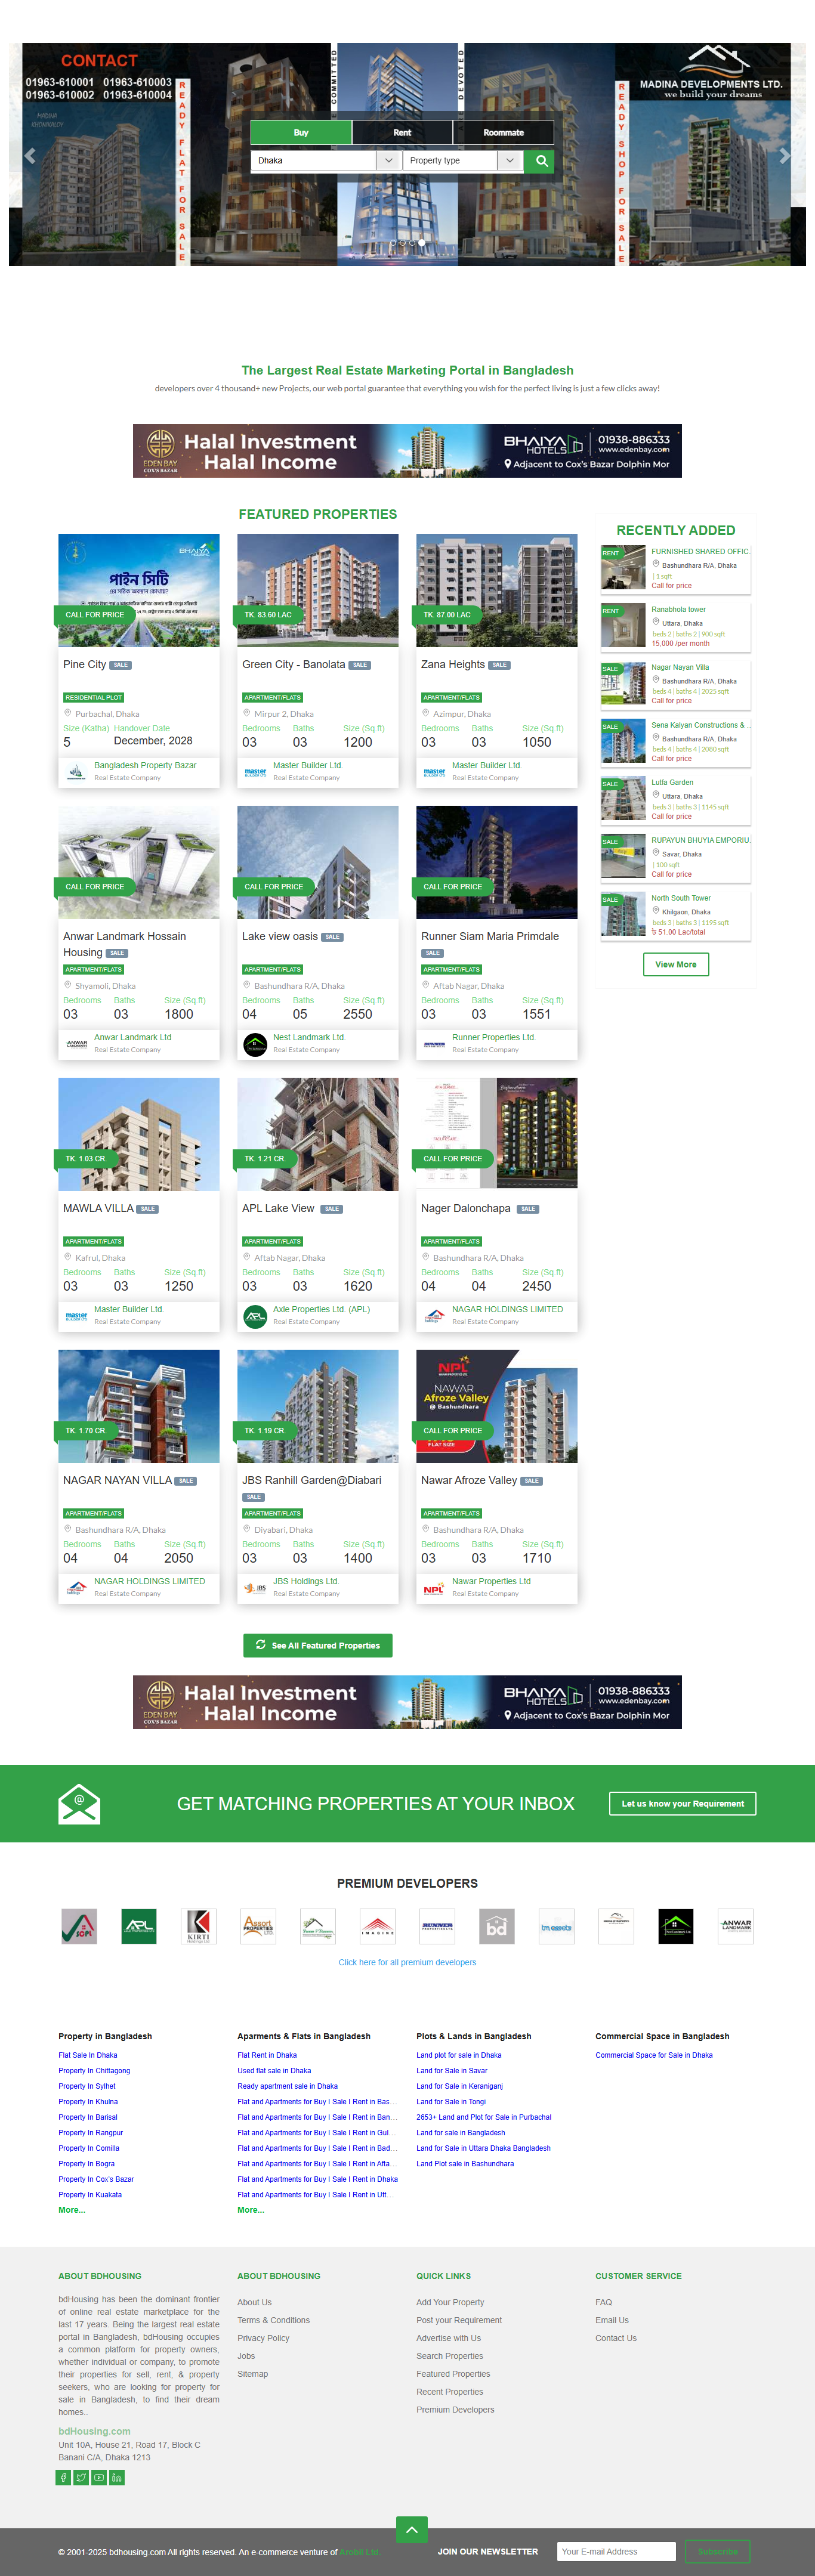 CONTACT
01963-610001 01963-610003
01963-610002 01963-610004
READY FLAT FOR SALE
COMMITTED
DEVOTED
READY SHOP FOR SALE
MADINA DEVELOPMENTS LTD.
we build your dreams
Buy
Rent
Roommate
Dhaka
Property type
The Largest Real Estate Marketing Portal in Bangladesh
developers over 4 thousand+ new Projects, our web portal guarantee that everything you wish for the perfect living is just a few clicks away!
EDEN BAY
COX'S BAZAR
Halal Investment
Halal Income
BHAIYA
HOTELS
01938-886333
www.edenbay.com
Adjacent to Cox's Bazar Dolphin Mor
FEATURED PROPERTIES
BHAIYA
পাইন সিটি
CALL FOR PRICE
Pine City SALE
RESIDENTIAL PLOT
Purbachal, Dhaka
Size (Katha) Handover Date
5 December, 2028
Bangladesh Property Bazar
Real Estate Company
TK. 83.60 LAC
Green City - Banolata SALE
APARTMENT/FLATS
Mirpur 2, Dhaka
Bedrooms Baths Size (Sq.ft)
03 03 1200
Master Builder Ltd.
Real Estate Company
TK. 87.00 LAC
Zana Heights SALE
APARTMENT/FLATS
Azimpur, Dhaka
Bedrooms Baths Size (Sq.ft)
03 03 1050
Master Builder Ltd.
Real Estate Company
CALL FOR PRICE
Anwar Landmark Hossain
Housing SALE
APARTMENT/FLATS
Shyamoli, Dhaka
Bedrooms Baths Size (Sq.ft)
03 03 1800
Anwar Landmark Ltd
Real Estate Company
CALL FOR PRICE
Lake view oasis SALE
APARTMENT/FLATS
Bashundhara R/A, Dhaka
Bedrooms Baths Size (Sq.ft)
04 05 2550
Nest Landmark Ltd.
Real Estate Company
CALL FOR PRICE
Runner Siam Maria Primdale
SALE
APARTMENT/FLATS
Aftab Nagar, Dhaka
Bedrooms Baths Size (Sq.ft)
03 03 1551
Runner Properties Ltd.
Real Estate Company
TK. 1.03 CR.
MAWLA VILLA SALE
APARTMENT/FLATS
Kafrul, Dhaka
Bedrooms Baths Size (Sq.ft)
03 03 1250
Master Builder Ltd.
Real Estate Company
TK. 1.21 CR.
APL Lake View SALE
APARTMENT/FLATS
Aftab Nagar, Dhaka
Bedrooms Baths Size (Sq.ft)
03 03 1620
APL
Axle Properties Ltd. (APL)
Real Estate Company
CALL FOR PRICE
Nager Dalonchapa SALE
APARTMENT/FLATS
Bashundhara R/A, Dhaka
Bedrooms Baths Size (Sq.ft)
04 04 2450
NAGAR HOLDINGS LIMITED
Real Estate Company
TK. 1.70 CR.
NAGAR NAYAN VILLA SALE
APARTMENT/FLATS
Bashundhara R/A, Dhaka
Bedrooms Baths Size (Sq.ft)
04 04 2050
NAGAR HOLDINGS LIMITED
Real Estate Company
TK. 1.19 CR.
JBS Ranhill Garden@Diabari
SALE
APARTMENT/FLATS
Diyabari, Dhaka
Bedrooms Baths Size (Sq.ft)
03 03 1400
JBS
JBS Holdings Ltd.
Real Estate Company
NPL
NAWAR
Afroze Valley
@ Bashundhara
CALL FOR PRICE
FLAT SIZE
Nawar Afroze Valley SALE
APARTMENT/FLATS
Bashundhara R/A, Dhaka
Bedrooms Baths Size (Sq.ft)
03 03 1710
NPL
Nawar Properties Ltd
Real Estate Company
See All Featured Properties
RECENTLY ADDED
RENT
FURNISHED SHARED OFFIC.
Bashundhara R/A, Dhaka
| 1 sqft
Call for price
RENT
Ranabhola tower
Uttara, Dhaka
beds 2 | baths 2 | 900 sqft
15,000 /per month
SALE
Nagar Nayan Villa
Bashundhara R/A, Dhaka
beds 4 | baths 4 | 2025 sqft
Call for price
SALE
Sena Kalyan Constructions & ..
Bashundhara R/A, Dhaka
beds 4 | baths 4 | 2080 sqft
Call for price
SALE
Lutfa Garden
Uttara, Dhaka
beds 3 | baths 3 | 1145 sqft
Call for price
SALE
RUPAYUN BHUYIA EMPORIU.
Savar, Dhaka
| 100 sqft
Call for price
SALE
North South Tower
Khilgaon, Dhaka
beds 3 | baths 3 | 1195 sqft
৳ 51.00 Lac/total
View More
EDEN BAY
COX'S BAZAR
Halal Investment
Halal Income
BHAIYA
HOTELS
01938-886333
www.edenbay.com
Adjacent to Cox's Bazar Dolphin Mor
GET MATCHING PROPERTIES AT YOUR INBOX
Let us know your Requirement
PREMIUM DEVELOPERS
APL
KIRTI
Assort
PROPERTIES
IMAGINE
RUNNER
bd
ANWAR
LANDMARK
Click here for all premium developers
Property in Bangladesh
Flat Sale In Dhaka
Property In Chittagong
Property In Sylhet
Property In Khulna
Property In Barisal
Property In Rangpur
Property In Comilla
Property In Bogra
Property In Cox's Bazar
Property In Kuakata
More...
Aparments & Flats in Bangladesh
Flat Rent in Dhaka
Used flat sale in Dhaka
Ready apartment sale in Dhaka
Flat and Apartments for Buy I Sale I Rent in Bas...
Flat and Apartments for Buy I Sale I Rent in Ban...
Flat and Apartments for Buy I Sale I Rent in Gul...
Flat and Apartments for Buy I Sale I Rent in Bad...
Flat and Apartments for Buy I Sale I Rent in Afta...
Flat and Apartments for Buy I Sale I Rent in Dhaka
Flat and Apartments for Buy I Sale I Rent in Utt...
More...
Plots & Lands in Bangladesh
Land plot for sale in Dhaka
Land for Sale in Savar
Land for Sale in Keraniganj
Land for Sale in Tongi
2653+ Land and Plot for Sale in Purbachal
Land for sale in Bangladesh
Land for Sale in Uttara Dhaka Bangladesh
Land Plot sale in Bashundhara
Commercial Space in Bangladesh
Commercial Space for Sale in Dhaka
ABOUT BDHOUSING
bdHousing has been the dominant frontier
of online real estate marketplace for the
last 17 years. Being the largest real estate
portal in Bangladesh, bdHousing occupies
a common platform for property owners,
whether individual or company, to promote
their properties for sell, rent, & property
seekers, who are looking for property for
sale in Bangladesh, to find their dream
homes..
bdHousing.com
Unit 10A, House 21, Road 17, Block C
Banani C/A, Dhaka 1213
ABOUT BDHOUSING
About Us
Terms & Conditions
Privacy Policy
Jobs
Sitemap
QUICK LINKS
Add Your Property
Post your Requirement
Advertise with Us
Search Properties
Featured Properties
Recent Properties
Premium Developers
CUSTOMER SERVICE
FAQ
Email Us
Contact Us
© 2001-2025 bdhousing.com All rights reserved. An e-commerce venture of Arobil Ltd.
JOIN OUR NEWSLETTER
Your E-mail Address
Subscribe